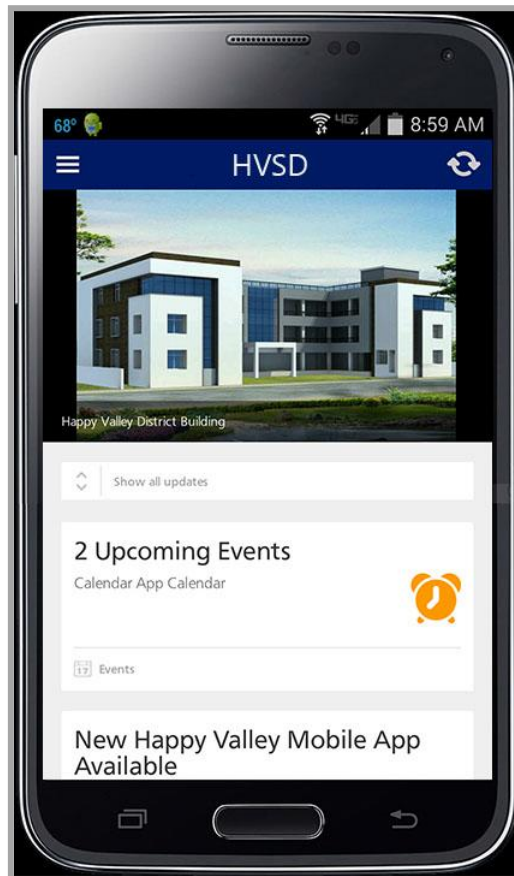 68° 4G 8:59 AM
HVSD
Happy Valley District Building
Show all updates
2 Upcoming Events
Calendar App Calendar
17 Events
New Happy Valley Mobile App
Available